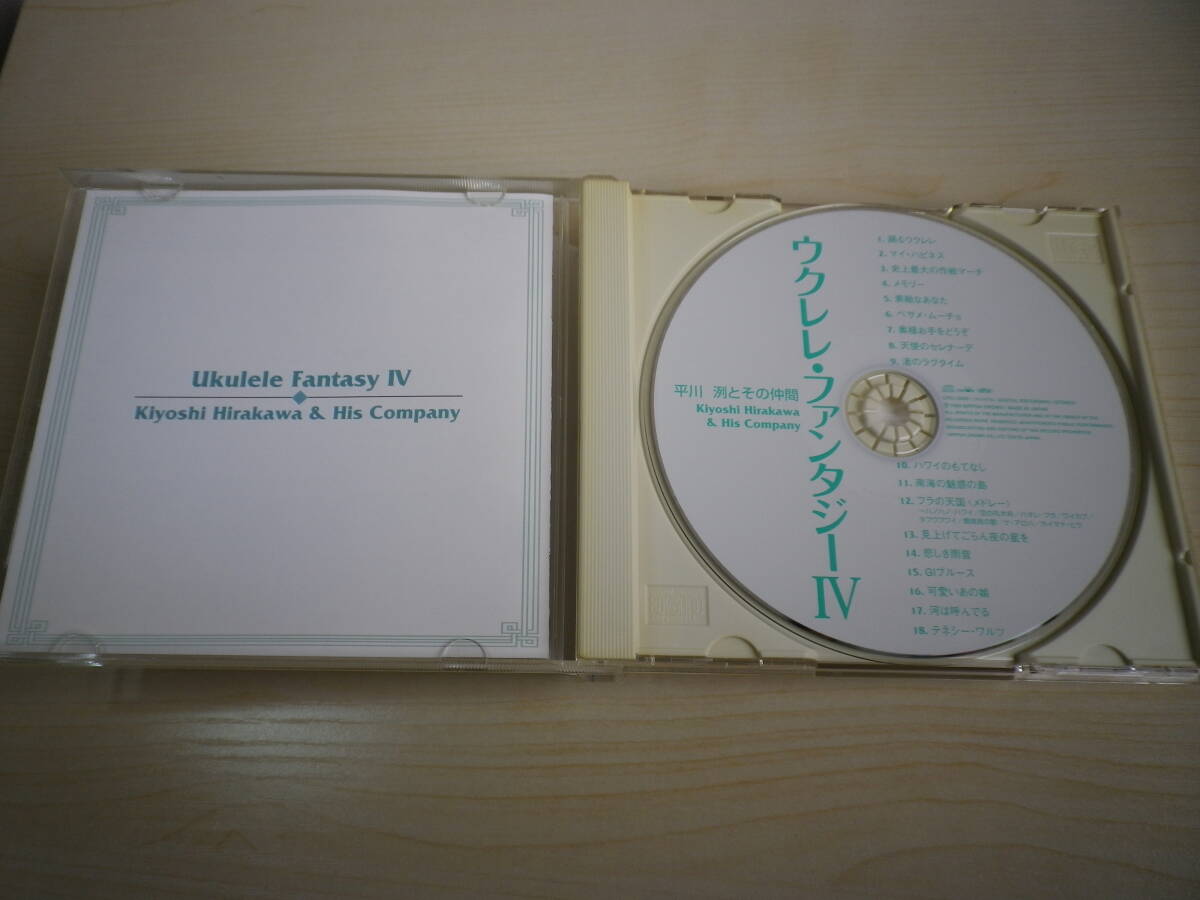 Ukulele Fantasy IV
Kiyoshi Hirakawa & His Company
ウクレレ・ファンタジーIV
平川 洌とその仲間
Kiyoshi Hirakawa
& His Company
1. 踊るウクレレ
2. マイ・ハピネス
3. 史上最大の作戦マーチ
4. メモリー
5. 素敵なあなた
6. ベサメ・ムーチョ
7. 奥様お手をどうぞ
8. 天使のセレナーデ
9. 渚のラグタイム
10. ハワイのもてなし
11. 南海の魅惑の島
12. フラの天国〈メドレー〉
13. 見上げてごらん夜の星を
14. 悲しき雨音
15. GIブルース
16. 可愛いあの娘
17. 河は呼んでる
18. テネシー・ワルツ